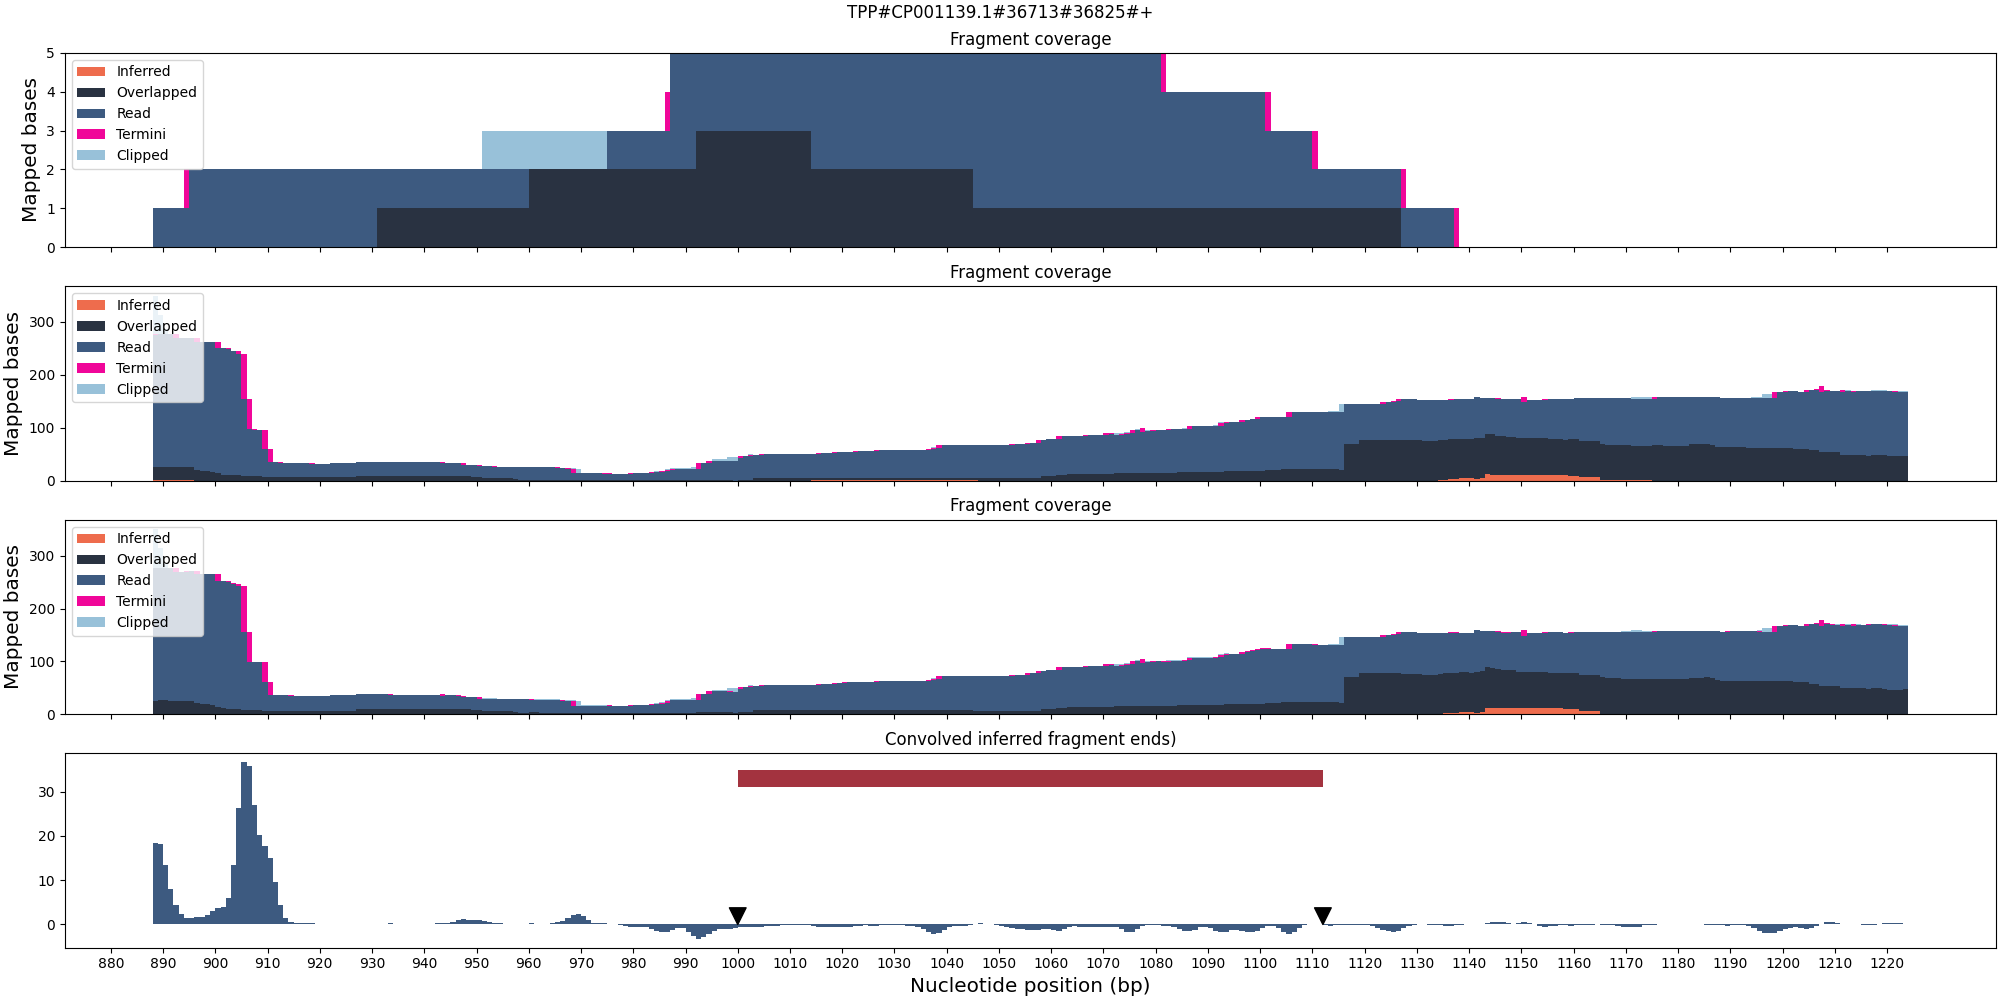 TPP#CP001139.1#36713#36825#+
Fragment coverage
Mapped bases
5
4
3
2
1
0
Inferred
Overlapped
Read
Termini
Clipped
Fragment coverage
Mapped bases
300
200
100
0
Inferred
Overlapped
Read
Termini
Clipped
Fragment coverage
Mapped bases
300
200
100
0
Inferred
Overlapped
Read
Termini
Clipped
Convolved inferred fragment ends)
30
20
10
0
880 890 900 910 920 930 940 950 960 970 980 990 1000 1010 1020 1030 1040 1050 1060 1070 1080 1090 1100 1110 1120 1130 1140 1150 1160 1170 1180 1190 1200 1210 1220
Nucleotide position (bp)